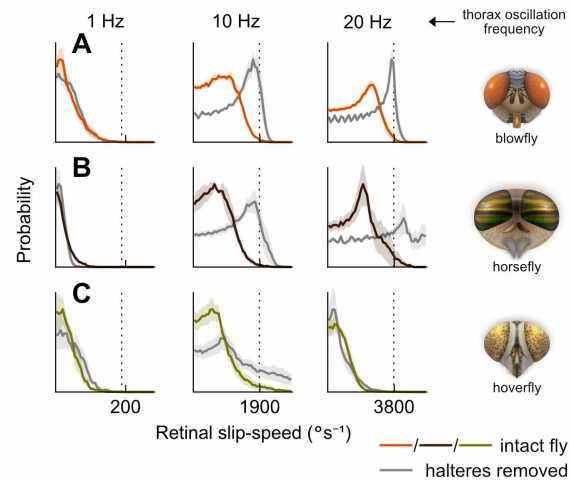 1 Hz
10 Hz
20 Hz
thorax oscillation
frequency
A
blowfly
B
horsefly
C
hoverfly
Probability
200
1900
3800
Retinal slip-speed (°s⁻¹)
/ / intact fly
halteres removed